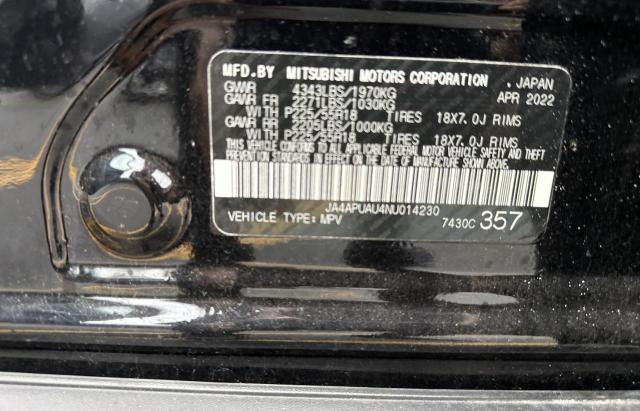 MFD.BY MITSUBISHI MOTORS CORPORATION , JAPAN
GVWR 4343LBS/1970KG APR 2022
GAWR FR 2271LBS/1030KG
WITH P225/55R18 TIRES 18X7.0J RIMS
GAWR RR 2205LBS/1000KG
WITH P225/55R18 TIRES 18X7.0J RIMS
THIS VEHICLE CONFORMS TO ALL APPLICABLE FEDERAL MOTOR VEHICLE SAFETY AND THEFT
PREVENTION STANDARDS IN EFFECT ON THE DATE OF MANUFACTURE SHOWN ABOVE.
JA4APUAU4NU014230
VEHICLE TYPE:MPV 7430C 357